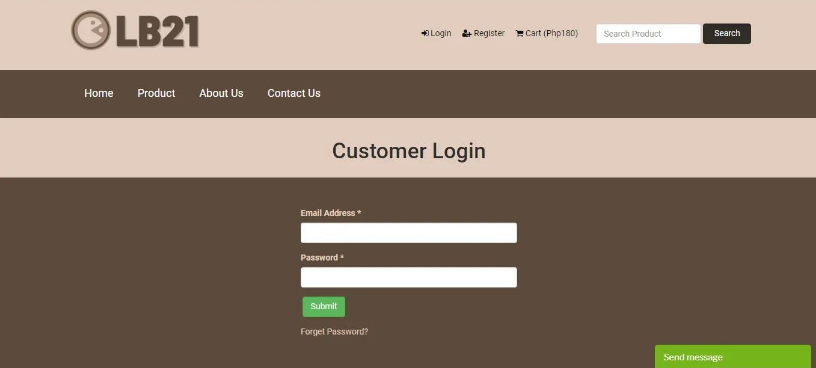 LB21
Login Register Cart (Php180) Search Product Search
Home Product About Us Contact Us
Customer Login
Email Address *
Password *
Submit
Forget Password?
Send message